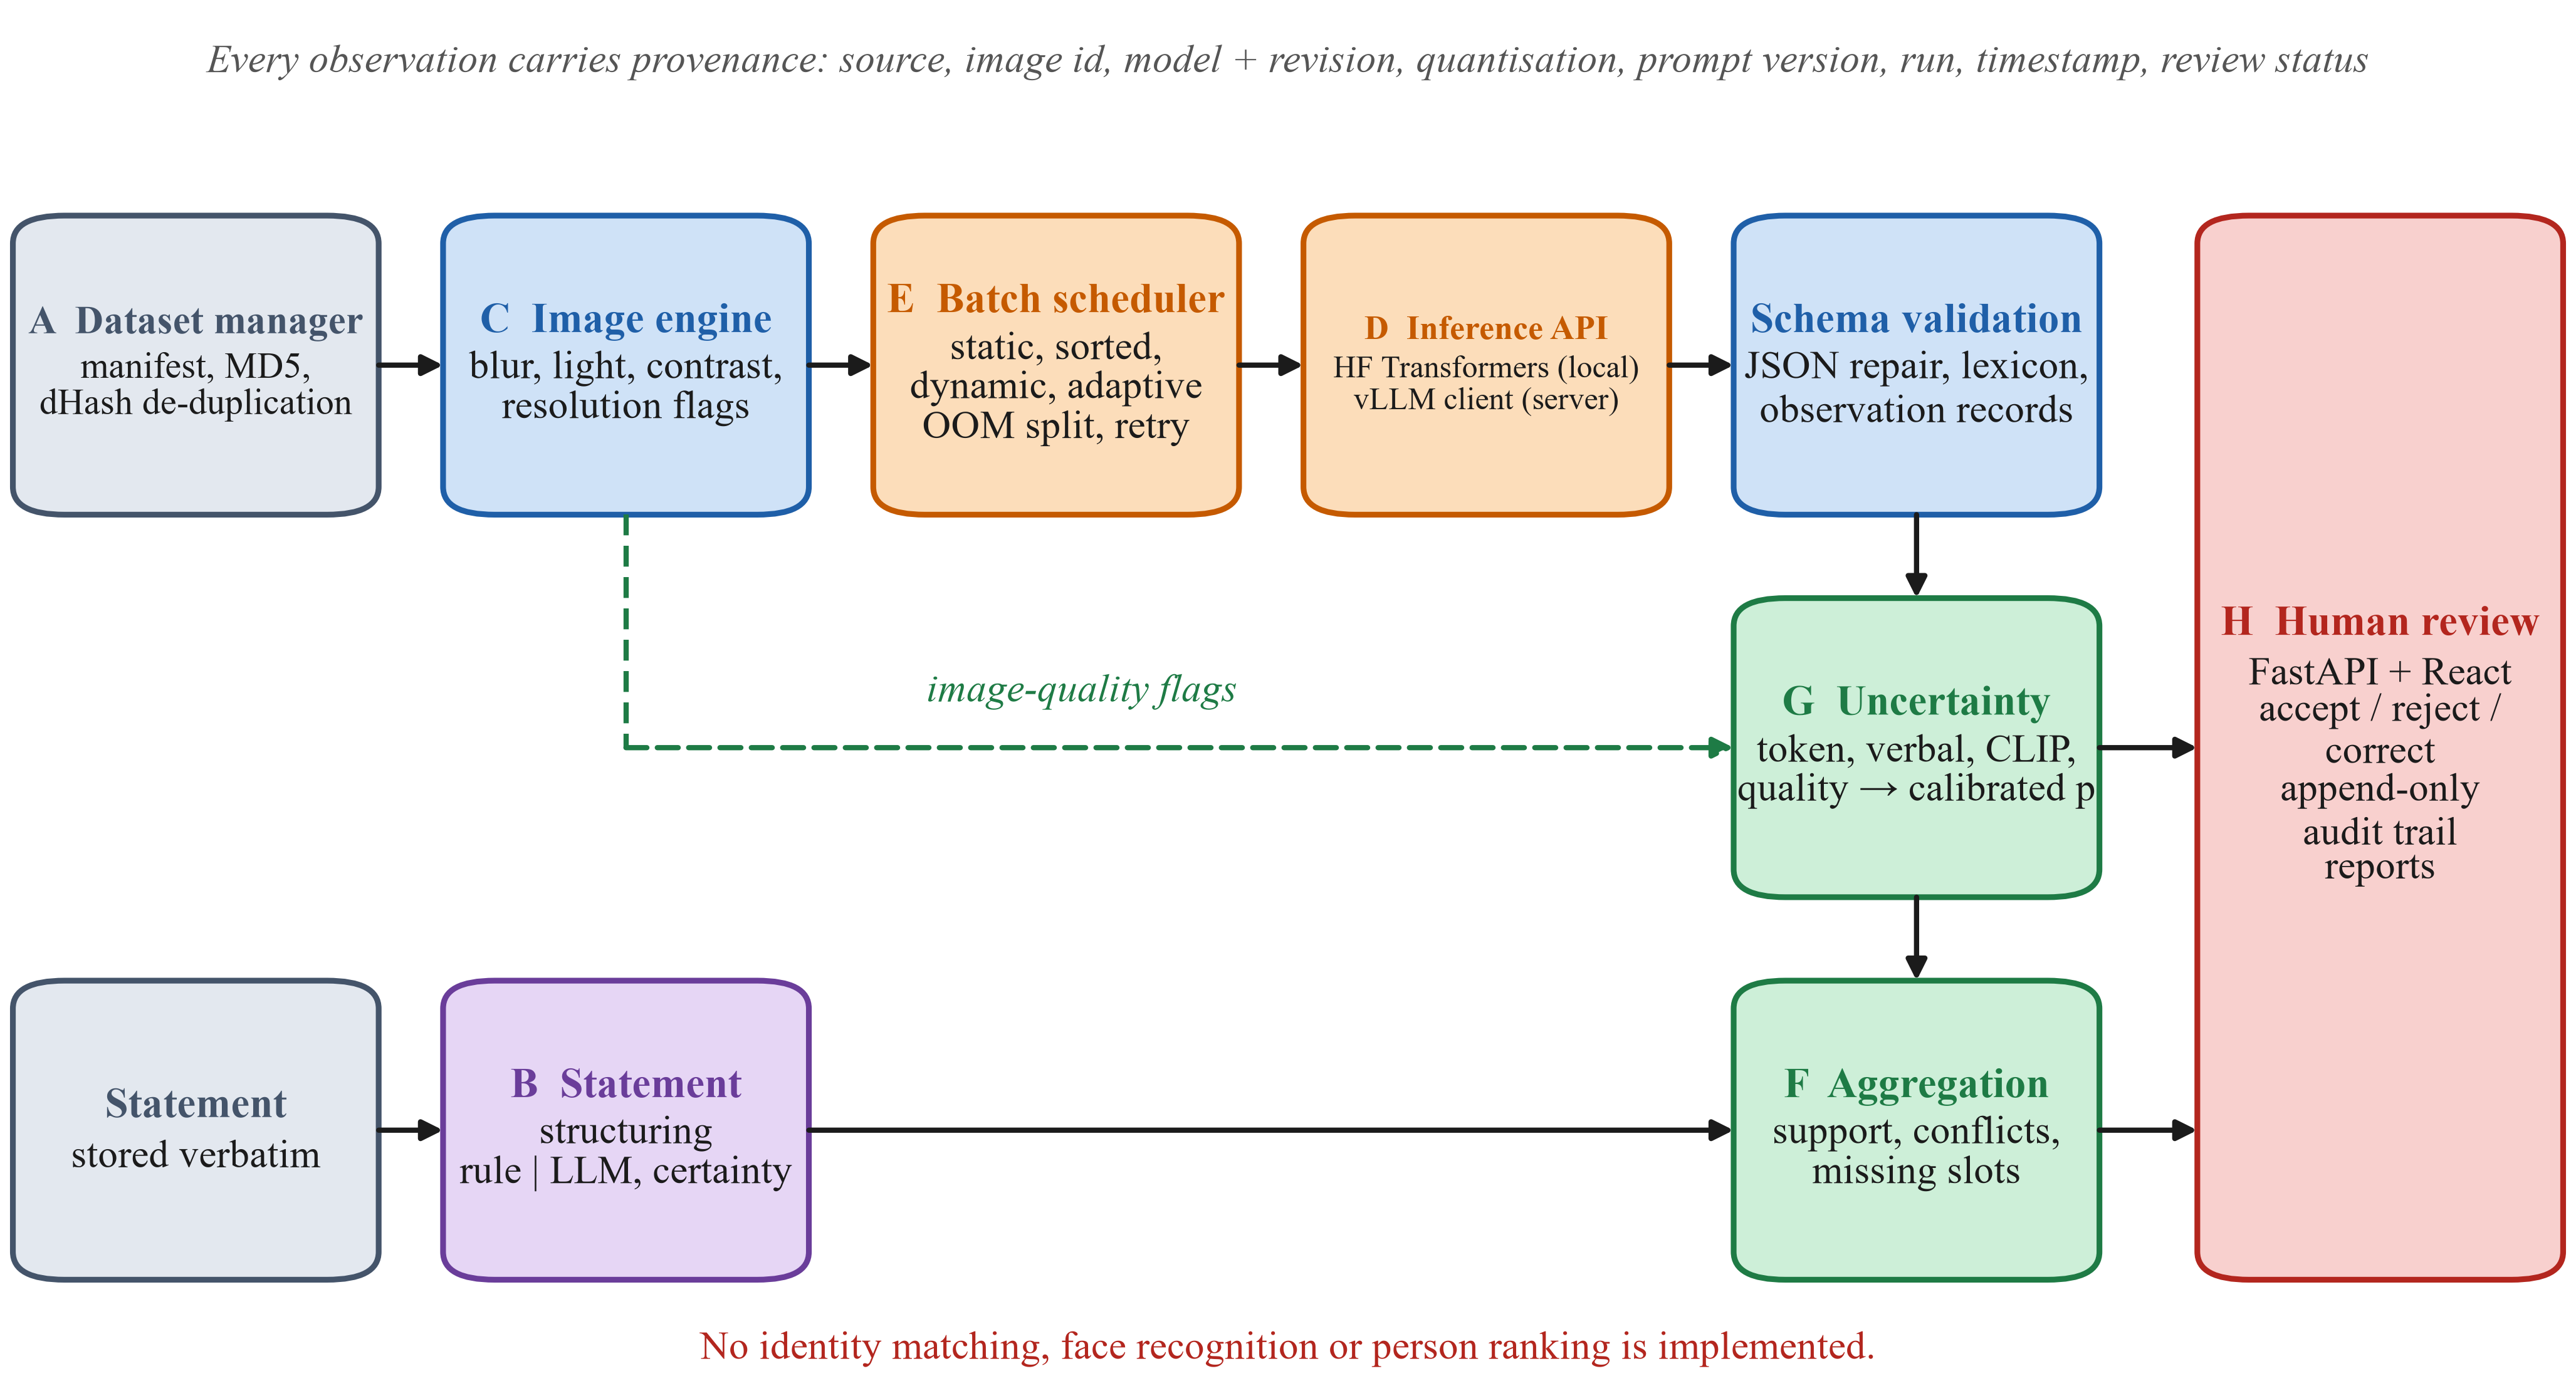 Every observation carries provenance: source, image id, model + revision, quantisation, prompt version, run, timestamp, review status
A Dataset manager
manifest, MD5,
dHash de-duplication
C Image engine
blur, light, contrast,
resolution flags
E Batch scheduler
static, sorted,
dynamic, adaptive
OOM split, retry
D Inference API
HF Transformers (local)
vLLM client (server)
Schema validation
JSON repair, lexicon,
observation records
image-quality flags
G Uncertainty
token, verbal, CLIP,
quality → calibrated p
H Human review
FastAPI + React
accept / reject /
correct
append-only
audit trail
reports
Statement
stored verbatim
B Statement
structuring
rule | LLM, certainty
F Aggregation
support, conflicts,
missing slots
No identity matching, face recognition or person ranking is implemented.